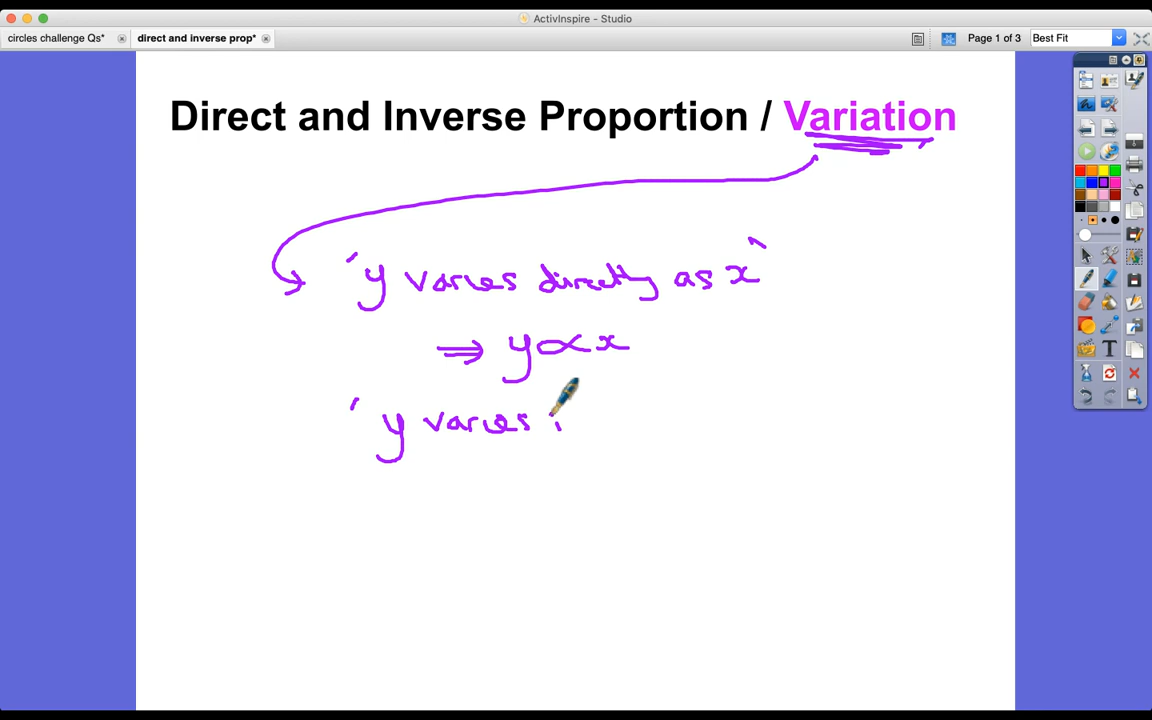 ActivInspire - Studio
circles challenge Qs* direct and inverse prop* Page 1 of 3 Best Fit
Direct and Inverse Proportion / Variation
'y varies directly as x'
⇒ y∝x
'y varies
T